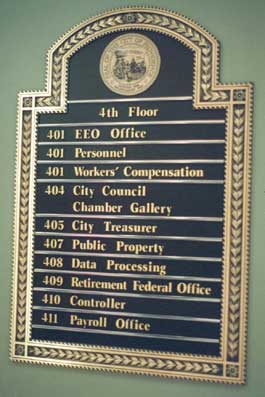 4th Floor
401 EEO Office
401 Personnel
401 Workers' Compensation
404 City Council
Chamber Gallery
405 City Treasurer
407 Public Property
408 Data Processing
409 Retirement Federal Office
410 Controller
411 Payroll Office